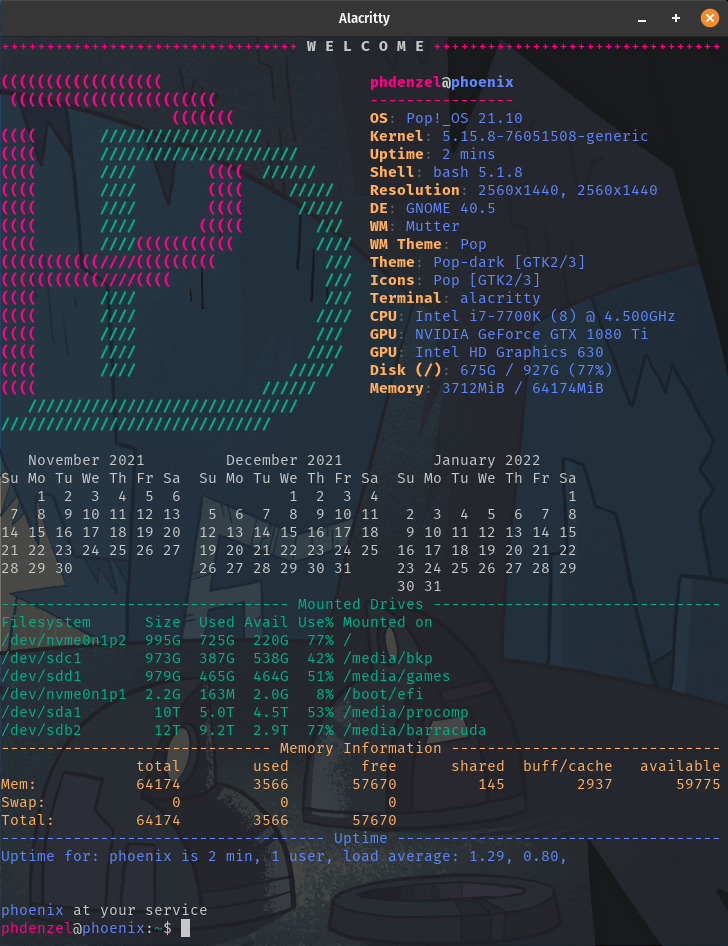 Alacritty
++++++++++++++++++++++++++++++++ W E L C O M E ++++++++++++++++++++++++++++++++
phdenzel@phoenix
----------------
OS: Pop!_OS 21.10
Kernel: 5.15.8-76051508-generic
Uptime: 2 mins
Shell: bash 5.1.8
Resolution: 2560x1440, 2560x1440
DE: GNOME 40.5
WM: Mutter
WM Theme: Pop
Theme: Pop-dark [GTK2/3]
Icons: Pop [GTK2/3]
Terminal: alacritty
CPU: Intel i7-7700K (8) @ 4.500GHz
GPU: NVIDIA GeForce GTX 1080 Ti
GPU: Intel HD Graphics 630
Disk (/): 675G / 927G (77%)
Memory: 3712MiB / 64174MiB
November 2021 December 2021 January 2022
Su Mo Tu We Th Fr Sa Su Mo Tu We Th Fr Sa Su Mo Tu We Th Fr Sa
1 2 3 4 5 6 1 2 3 4 1
7 8 9 10 11 12 13 5 6 7 8 9 10 11 2 3 4 5 6 7 8
14 15 16 17 18 19 20 12 13 14 15 16 17 18 9 10 11 12 13 14 15
21 22 23 24 25 26 27 19 20 21 22 23 24 25 16 17 18 19 20 21 22
28 29 30 26 27 28 29 30 31 23 24 25 26 27 28 29
30 31
-------------------------------- Mounted Drives --------------------------------
Filesystem Size Used Avail Use% Mounted on
/dev/nvme0n1p2 995G 725G 220G 77% /
/dev/sdc1 973G 387G 538G 42% /media/bkp
/dev/sdd1 979G 465G 464G 51% /media/games
/dev/nvme0n1p1 2.2G 163M 2.0G 8% /boot/efi
/dev/sda1 10T 5.0T 4.5T 53% /media/procomp
/dev/sdb2 12T 9.2T 2.9T 77% /media/barracuda
------------------------------ Memory Information ------------------------------
total used free shared buff/cache available
Mem: 64174 3566 57670 145 2937 59775
Swap: 0 0 0
Total: 64174 3566 57670
------------------------------------ Uptime ------------------------------------
Uptime for: phoenix is 2 min, 1 user, load average: 1.29, 0.80,
phoenix at your service
phdenzel@phoenix:~$